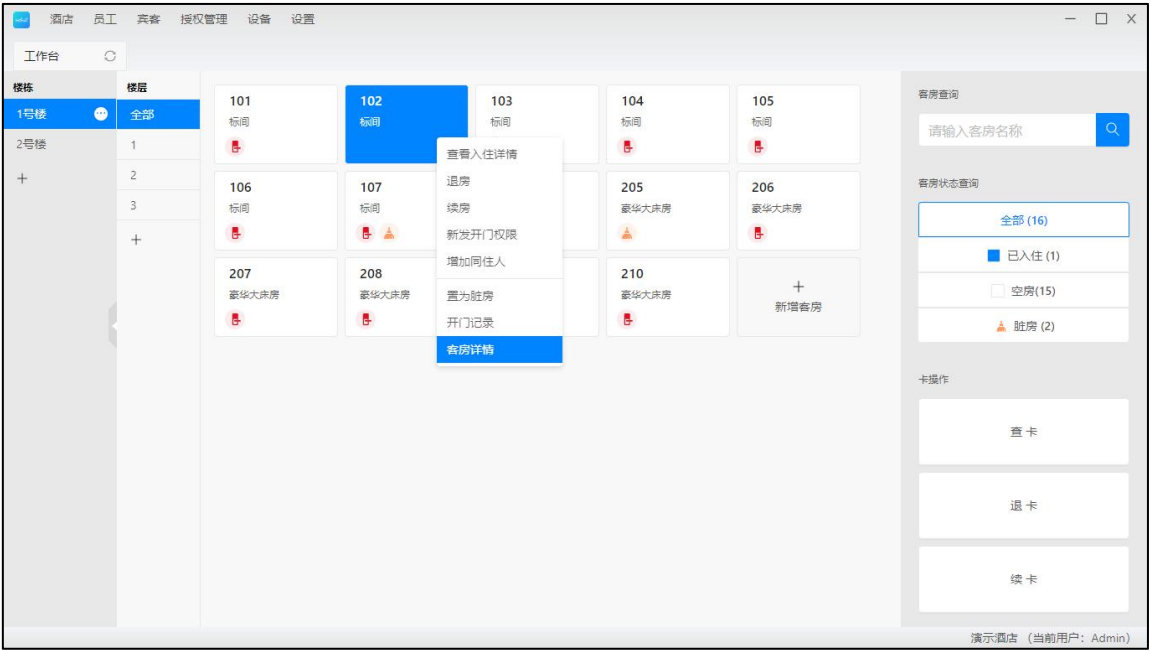 酒店 员工 宾客 授权管理 设备 设置
工作台
楼栋
1号楼
2号楼
+
楼层
全部
1
2
3
+
101
标间
102
标间
103
标间
104
标间
105
标间
106
标间
107
标间
205
豪华大床房
206
豪华大床房
207
豪华大床房
208
豪华大床房
210
豪华大床房
+
新增客房
查看入住详情
退房
续房
新发开门权限
增加同住人
置为脏房
开门记录
客房详情
客房查询
请输入客房名称
客房状态查询
全部 (16)
已入住 (1)
空房(15)
脏房 (2)
卡操作
查 卡
退 卡
续 卡
演示酒店 (当前用户: Admin)